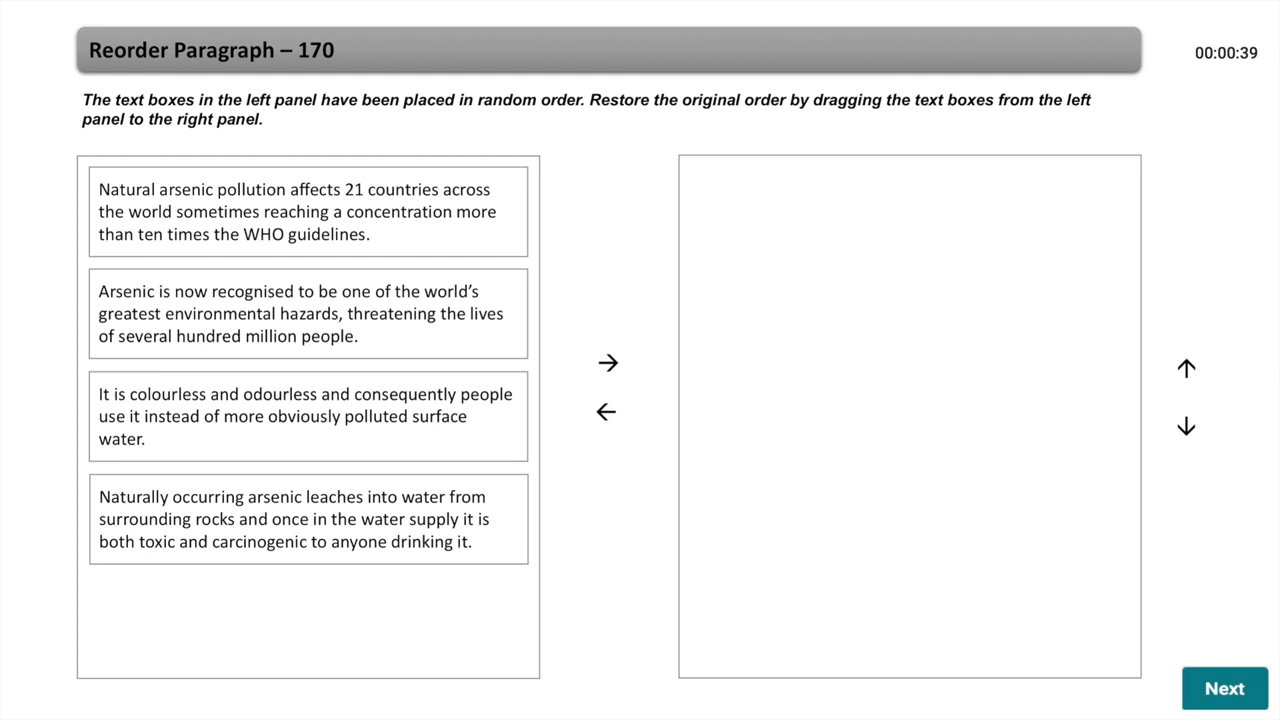 Reorder Paragraph – 170
00:00:39
The text boxes in the left panel have been placed in random order. Restore the original order by dragging the text boxes from the left
panel to the right panel.
Natural arsenic pollution affects 21 countries across
the world sometimes reaching a concentration more
than ten times the WHO guidelines.
Arsenic is now recognised to be one of the world’s
greatest environmental hazards, threatening the lives
of several hundred million people.
It is colourless and odourless and consequently people
use it instead of more obviously polluted surface
water.
Naturally occurring arsenic leaches into water from
surrounding rocks and once in the water supply it is
both toxic and carcinogenic to anyone drinking it.
Next